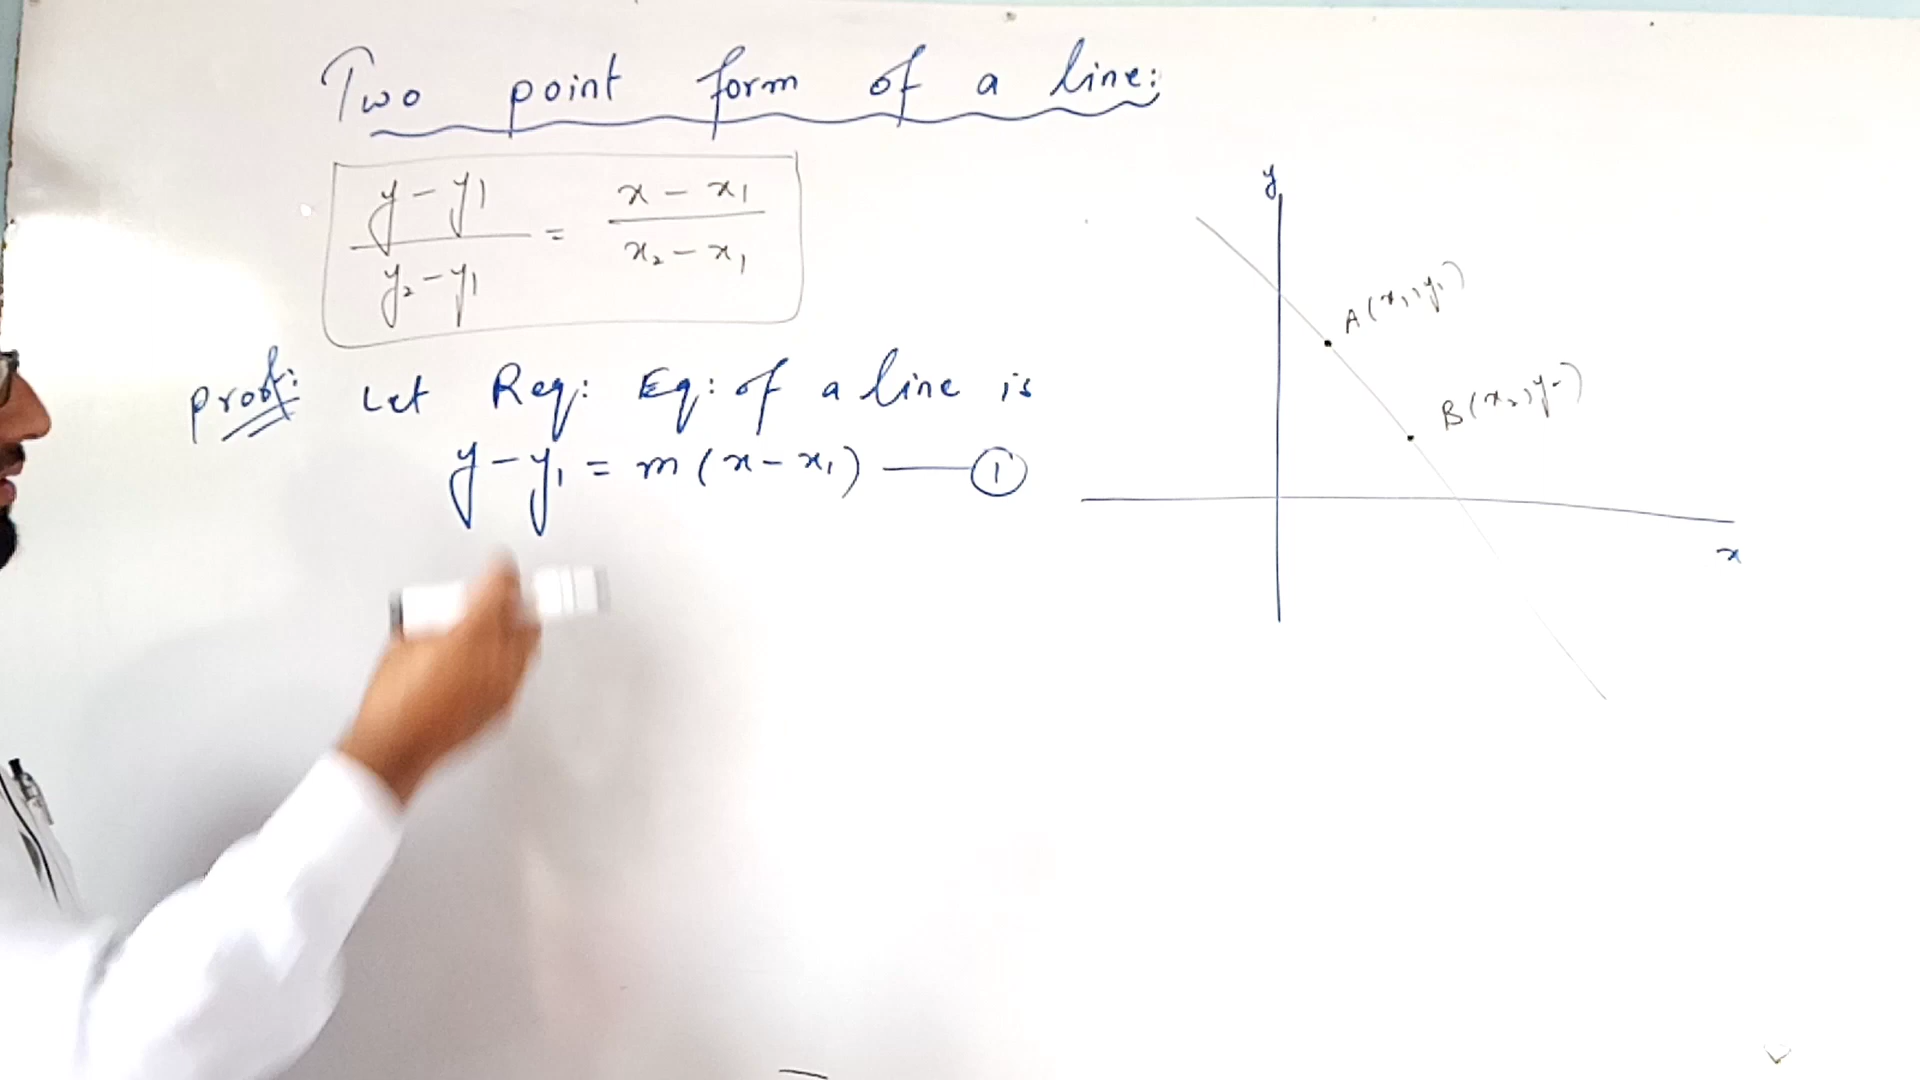 Two point form of a line:
y - y1 / y2 - y1 = x - x1 / x2 - x1
proof: Let Req: Eq: of a line is
y - y1 = m (x - x1) — ①
y
A(x1, y1)
B(x2, y-)
x